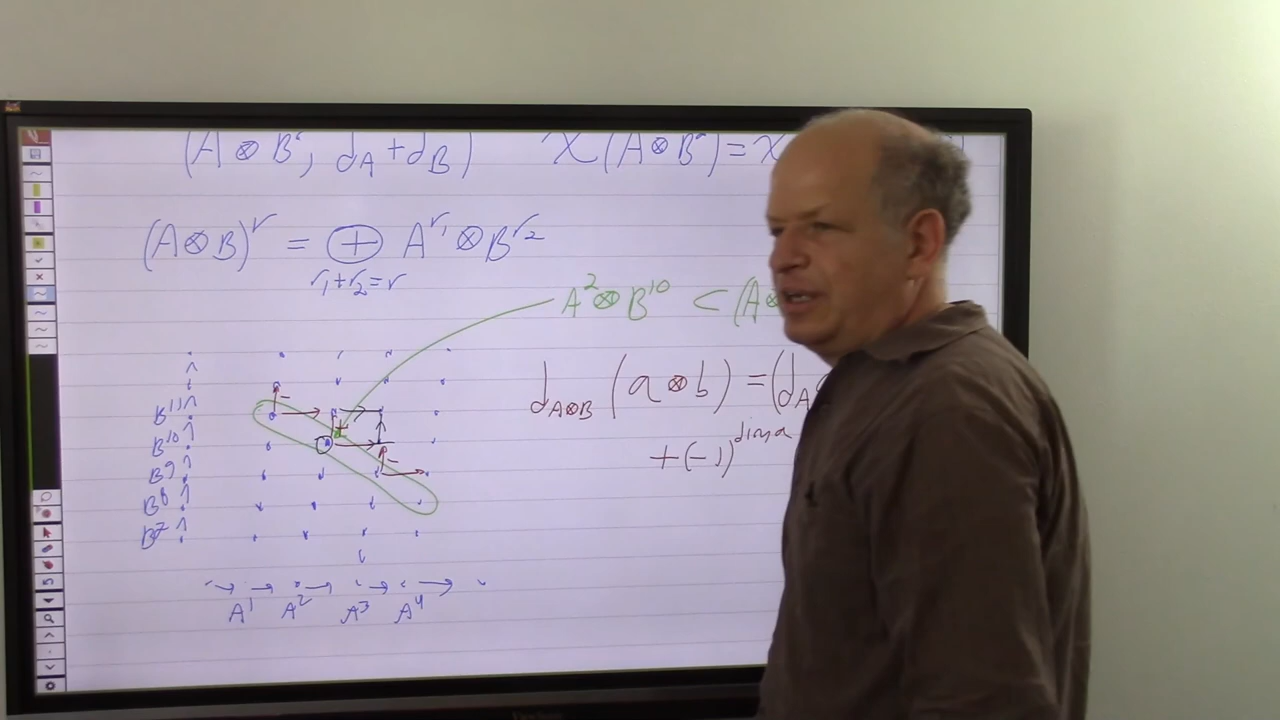 (A ⊗ B, d_A + d_B) χ(A⊗B) = χ
(A⊗B)^r = ⊕ A^{r_1} ⊗ B^{r_2}
r_1+r_2=r
A^2⊗B^{10} ⊂ (A⊗
d_{A⊗B} (a⊗b) = (d_A
+(-1)^{dim a}
B^{11}
B^{10}
B^9
B^8
B^7
A^1 A^2 A^3 A^4